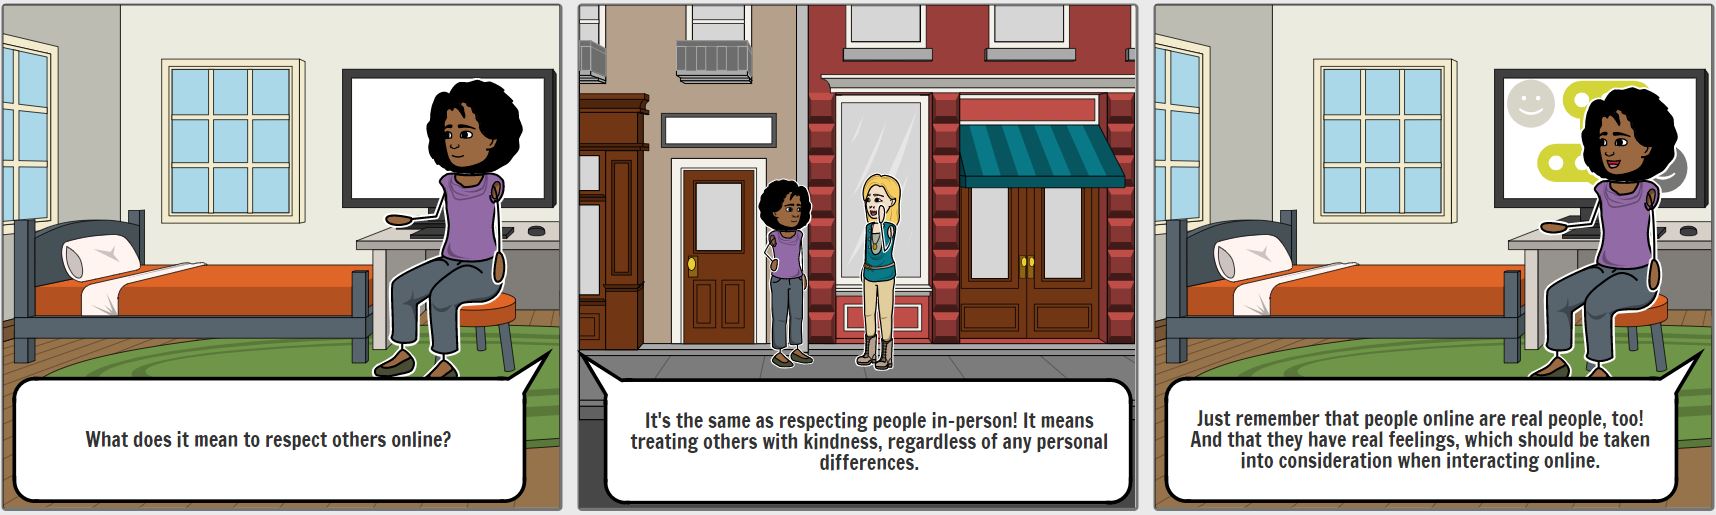 What does it mean to respect others online?
It's the same as respecting people in-person! It means
treating others with kindness, regardless of any personal
differences.
Just remember that people online are real people, too!
And that they have real feelings, which should be taken
into consideration when interacting online.